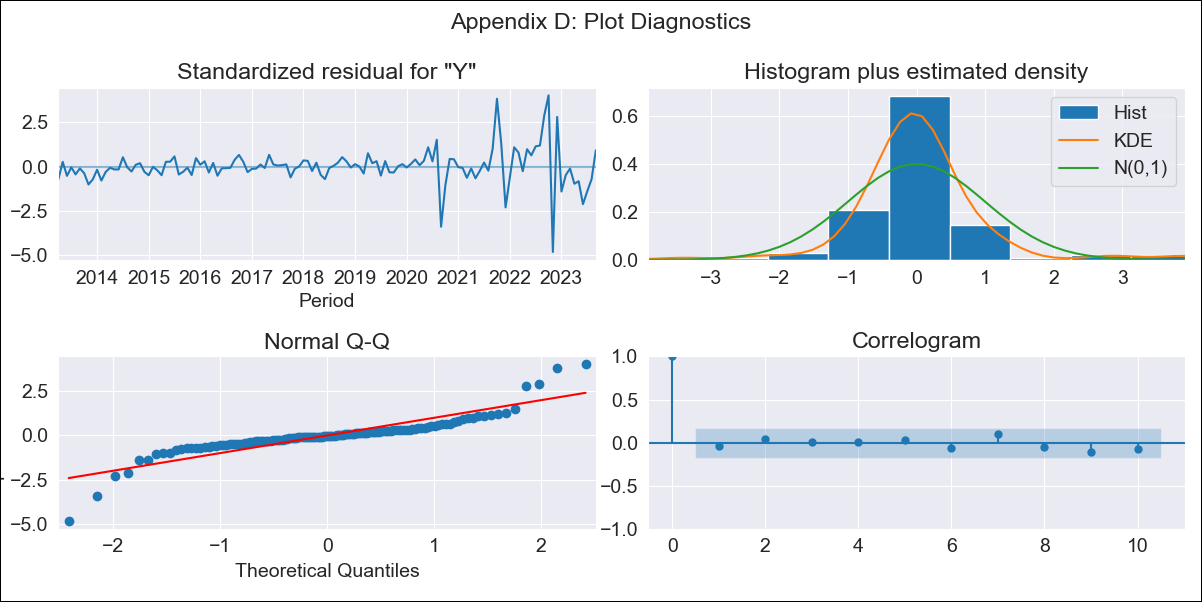 Appendix D: Plot Diagnostics
Standardized residual for "Y"
2.5
0.0
−2.5
−5.0
2014 2015 2016 2017 2018 2019 2020 2021 2022 2023
Period
Histogram plus estimated density
0.6
0.4
0.2
0.0
−3 −2 −1 0 1 2 3
Hist
KDE
N(0,1)
Normal Q-Q
2.5
0.0
−2.5
−5.0
−2 −1 0 1 2
Theoretical Quantiles
Correlogram
1.0
0.5
0.0
−0.5
−1.0
0 2 4 6 8 10